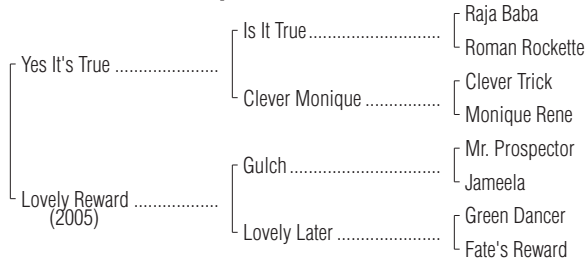 Raja Baba
Is It True
Roman Rockette
Yes It's True
Clever Trick
Clever Monique
Monique Rene
Mr. Prospector
Gulch
Jameela
Lovely Reward
(2005)
Green Dancer
Lovely Later
Fate's Reward